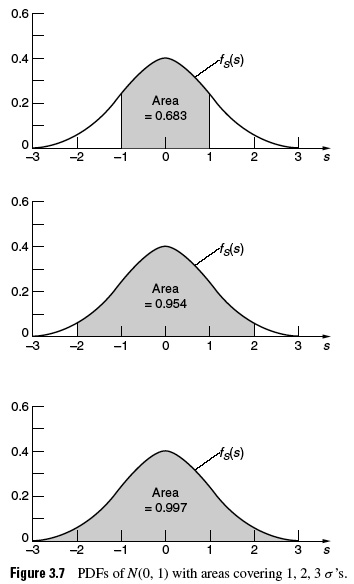 0.6
0.4
fS(s)
0.2
Area
= 0.683
0
–3 –2 –1 0 1 2 3 s
0.6
0.4
fS(s)
0.2
Area
= 0.954
0
–3 –2 –1 0 1 2 3 s
0.6
0.4
fS(s)
0.2
Area
= 0.997
0
–3 –2 –1 0 1 2 3 s
Figure 3.7 PDFs of N(0, 1) with areas covering 1, 2, 3 σ's.